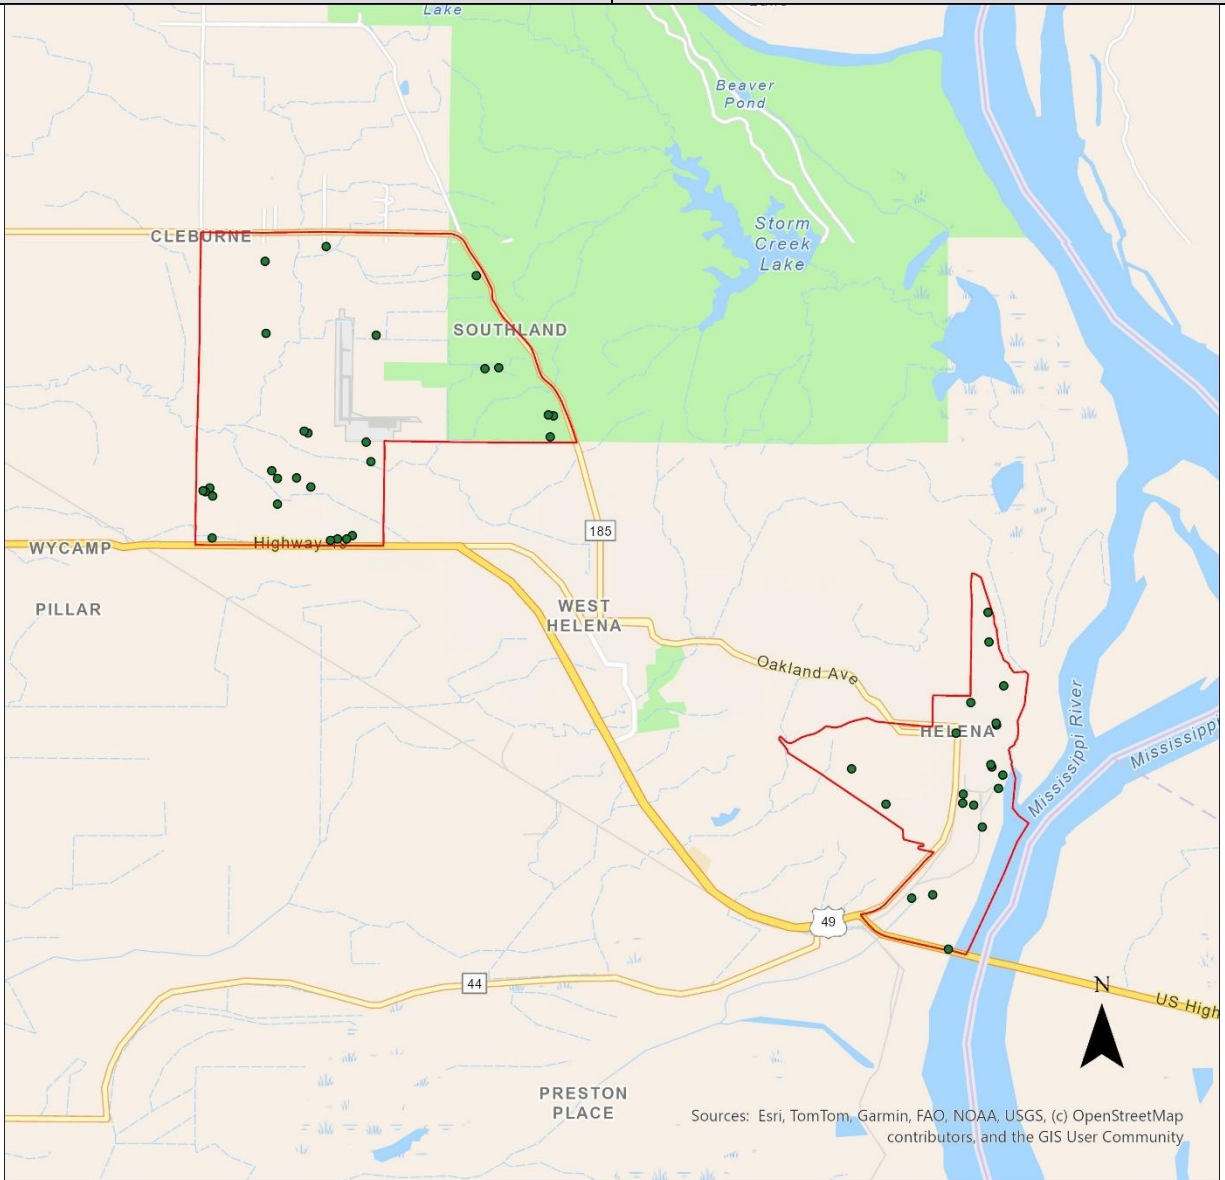 Lake
Beaver
Pond
Storm
Creek
Lake
CLEBURNE
SOUTHLAND
185
Highway
WYCAMP
PILLAR
WEST
HELENA
Oakland Ave
HELENA
Mississippi River
Mississippi
49
44
N
US High
PRESTON
PLACE
Sources: Esri, TomTom, Garmin, FAO, NOAA, USGS, (c) OpenStreetMap
contributors, and the GIS User Community